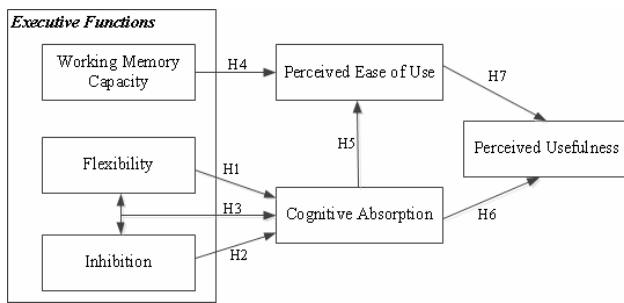 Executive Functions
Working Memory
Capacity
H4
Perceived Ease of Use
H7
Flexibility
H1
H5
Perceived Usefulness
H3
Cognitive Absorption
H6
Inhibition
H2